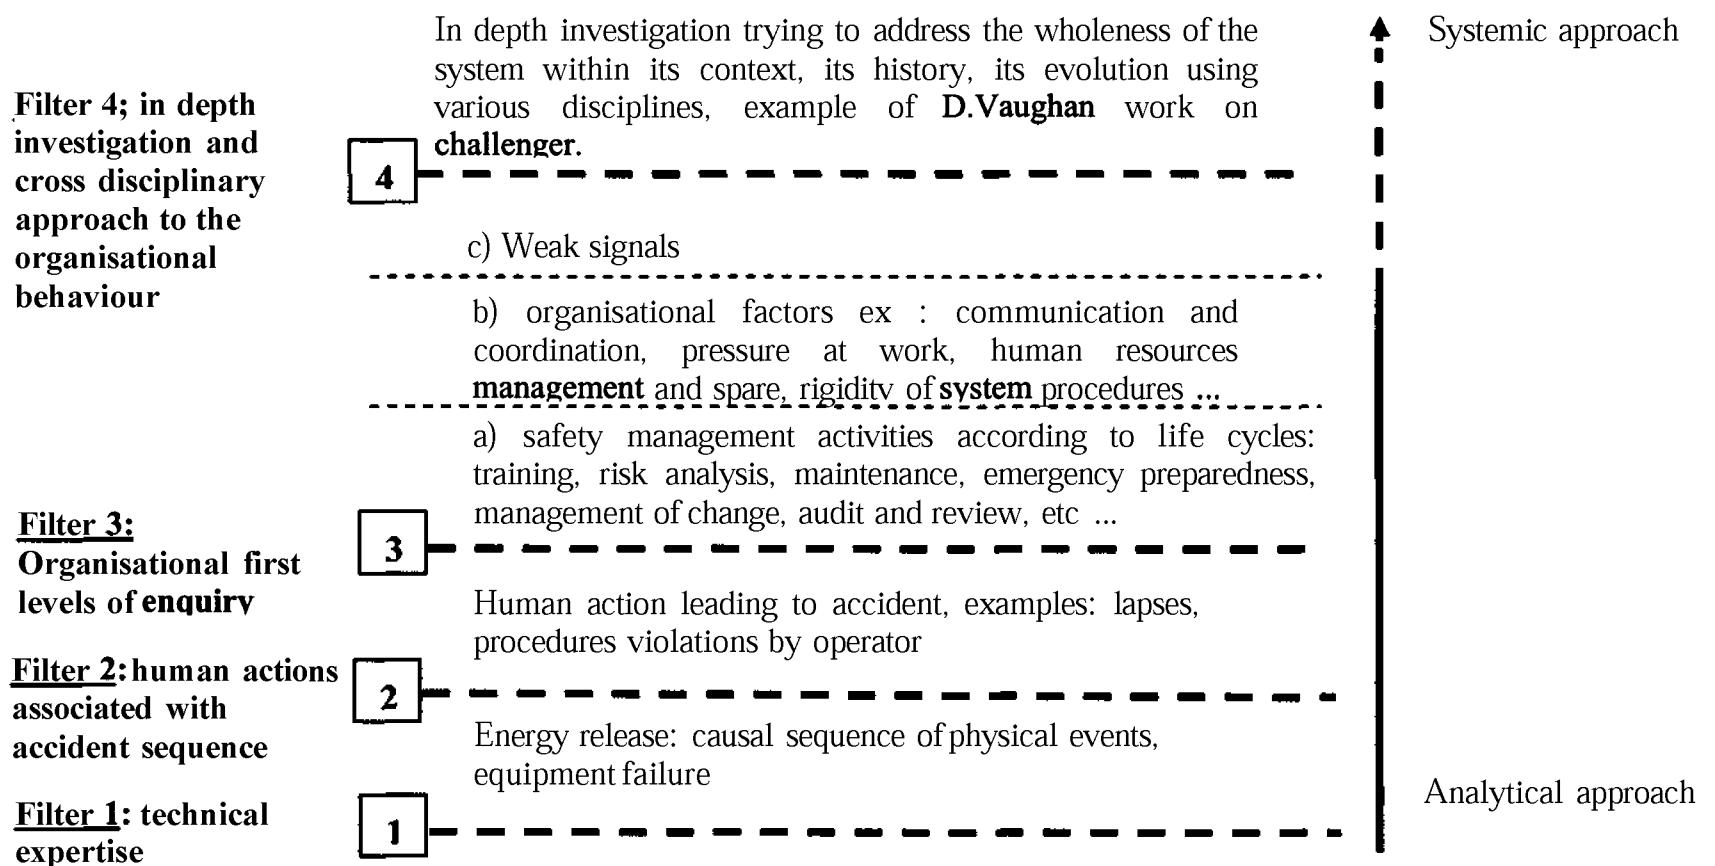 In depth investigation trying to address the wholeness of the
system within its context, its history, its evolution using
various disciplines, example of D.Vaughan work on
challenger.
Systemic approach
Filter 4; in depth
investigation and
cross disciplinary
approach to the
organisational
behaviour
4
c) Weak signals
b) organisational factors ex : communication and
coordination, pressure at work, human resources
management and spare, rigidity of system procedures ...
a) safety management activities according to life cycles:
training, risk analysis, maintenance, emergency preparedness,
management of change, audit and review, etc ...
Filter 3:
Organisational first
levels of enquiry
3
Human action leading to accident, examples: lapses,
procedures violations by operator
Filter 2: human actions
associated with
accident sequence
2
Energy release: causal sequence of physical events,
equipment failure
Analytical approach
Filter 1: technical
expertise
1